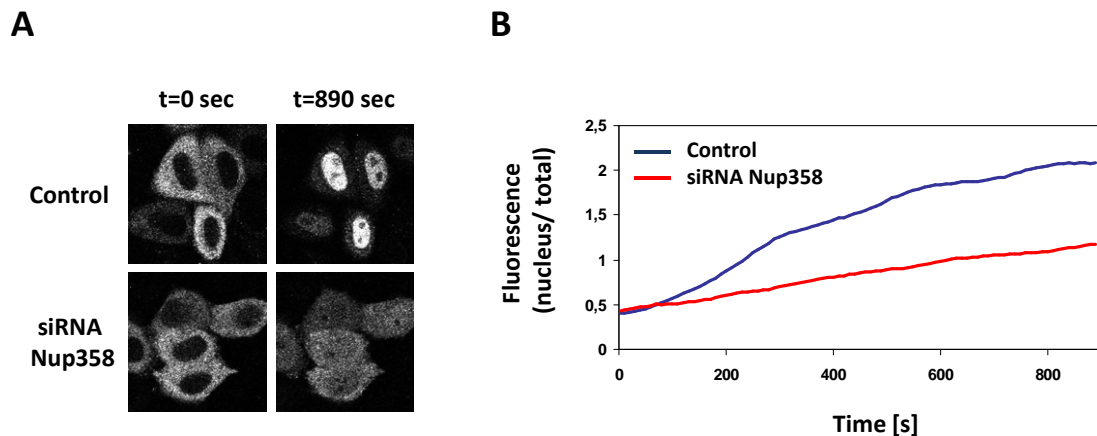 A
t=0 sec
t=890 sec
Control
siRNA
Nup358
B
Fluorescence
(nucleus/ total)
2,5
2
1,5
1
0,5
0
Control
siRNA Nup358
0
200
400
600
800
Time [s]